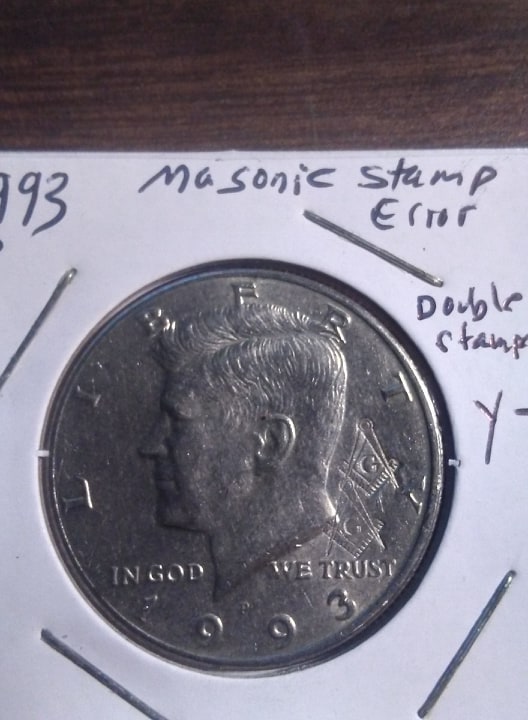 993
Masonic Stamp
Error
Double
Stamp
Y-
LIBERTY
G
G
IN GOD WE TRUST
P
1993